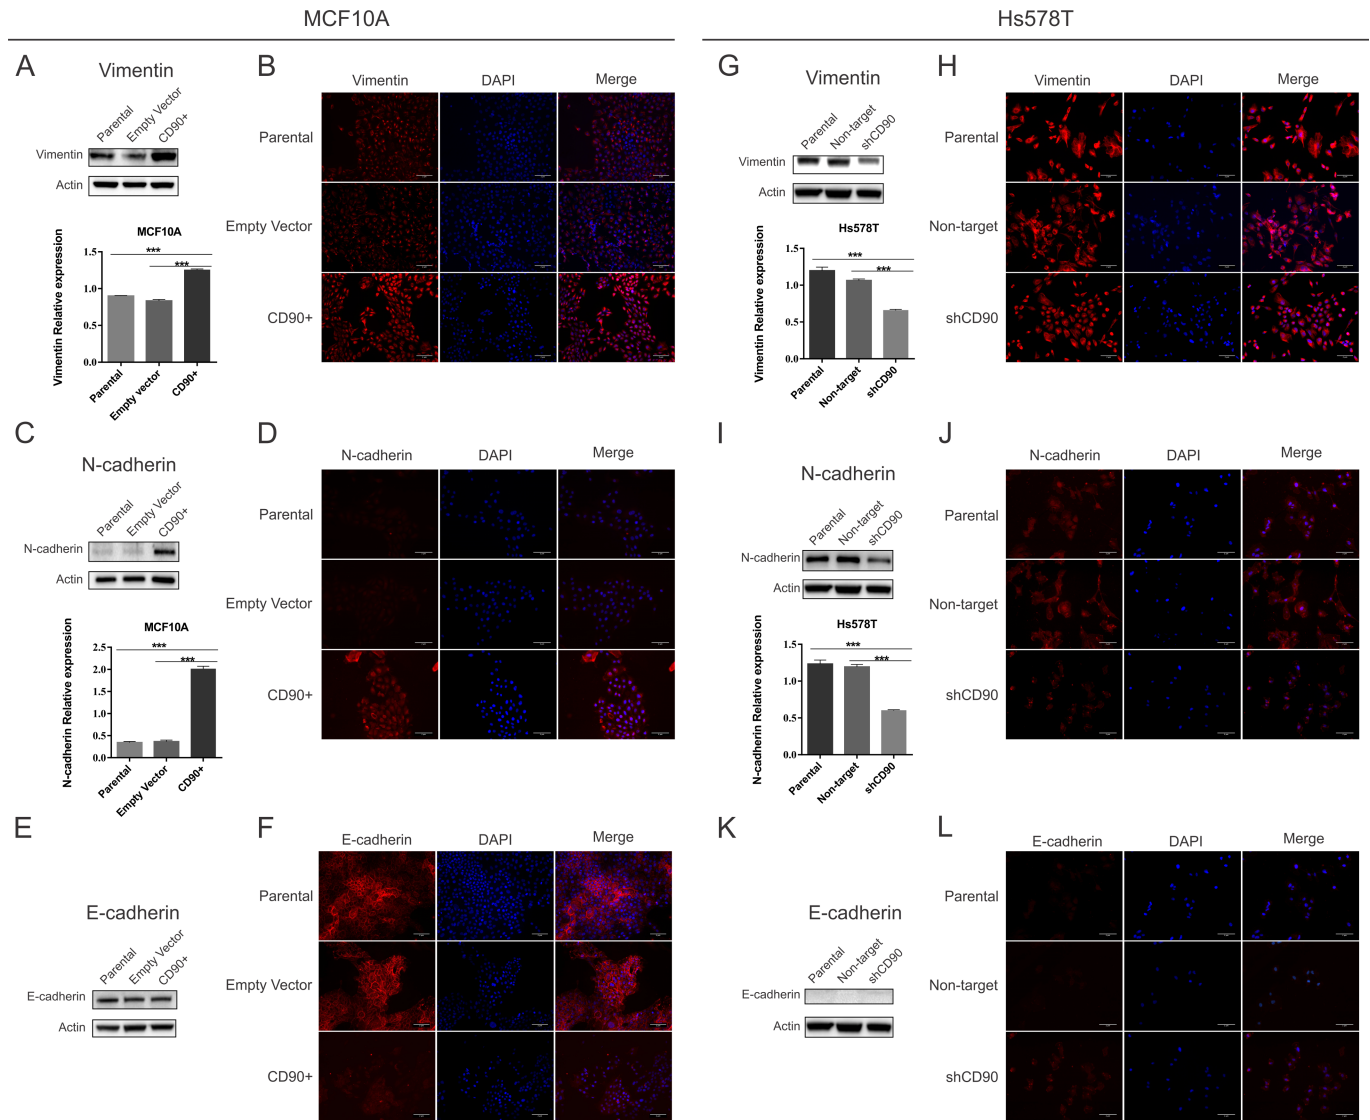 MCF10A
Hs578T
A
Vimentin
Parental
Empty Vector
CD90+
Vimentin
Actin
MCF10A
Vimentin Relative expression
1.5
1.0
0.5
0.0
***
***
Parental
Empty vector
CD90+
B
Vimentin DAPI Merge
Parental
Empty Vector
CD90+
C
N-cadherin
Parental
Empty Vector
CD90+
N-cadherin
Actin
MCF10A
N-cadherin Relative expression
2.5
2.0
1.5
1.0
0.5
0.0
***
***
Parental
Empty Vector
CD90+
D
N-cadherin DAPI Merge
Parental
Empty Vector
CD90+
E
E-cadherin
Parental
Empty Vector
CD90+
E-cadherin
Actin
F
E-cadherin DAPI Merge
Parental
Empty Vector
CD90+
G
Vimentin
Parental
Non-target
shCD90
Vimentin
Actin
Hs578T
Vimentin Relative expression
1.5
1.0
0.5
0.0
***
***
Parental
Non-target
shCD90
H
Vimentin DAPI Merge
Parental
Non-target
shCD90
I
N-cadherin
Parental
Non-target
shCD90
N-cadherin
Actin
Hs578T
N-cadherin Relative expression
1.5
1.0
0.5
0.0
***
***
Parental
Non-target
shCD90
J
N-cadherin DAPI Merge
Parental
Non-target
shCD90
K
E-cadherin
Parental
Non-target
shCD90
E-cadherin
Actin
L
E-cadherin DAPI Merge
Parental
Non-target
shCD90